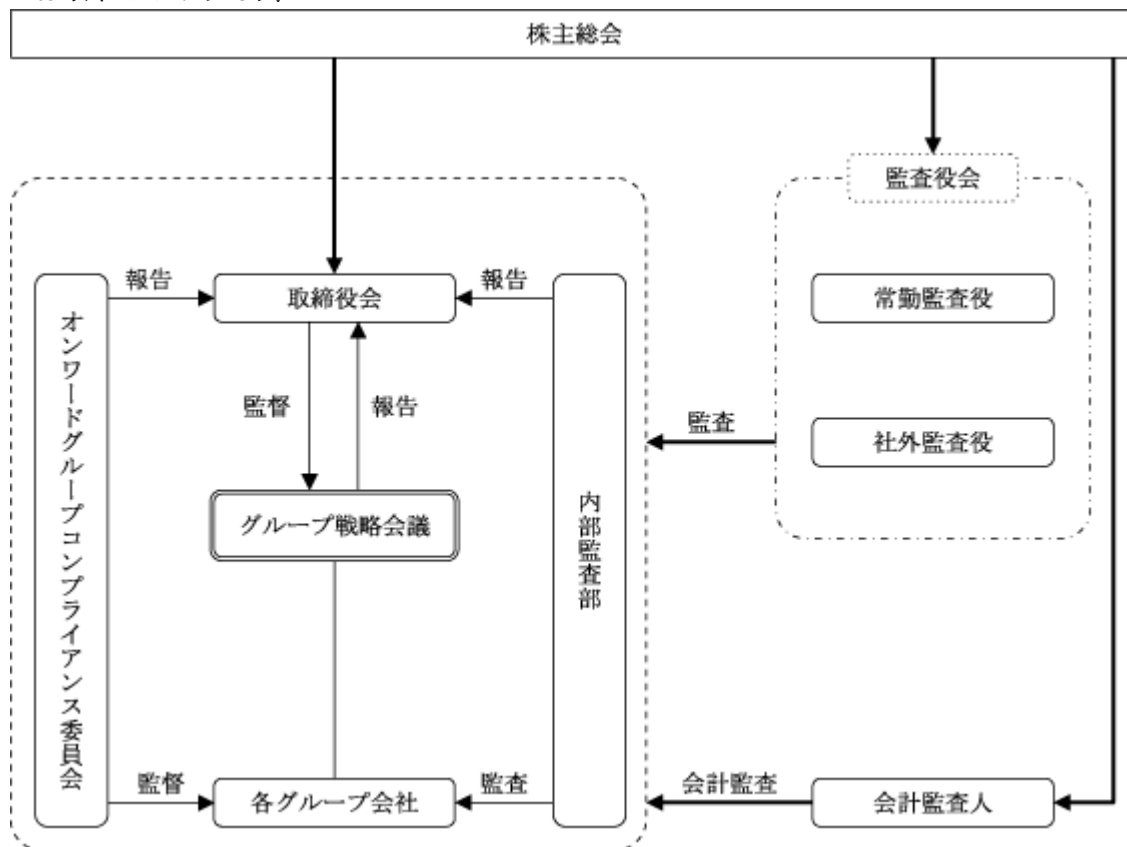 株主総会
監査役会
報告
取締役会
報告
常勤監査役
オンワードグループコンプライアンス委員会
監督
報告
監査
社外監査役
グループ戦略会議
内部監査部
監督
各グループ会社
監査
会計監査
会計監査人